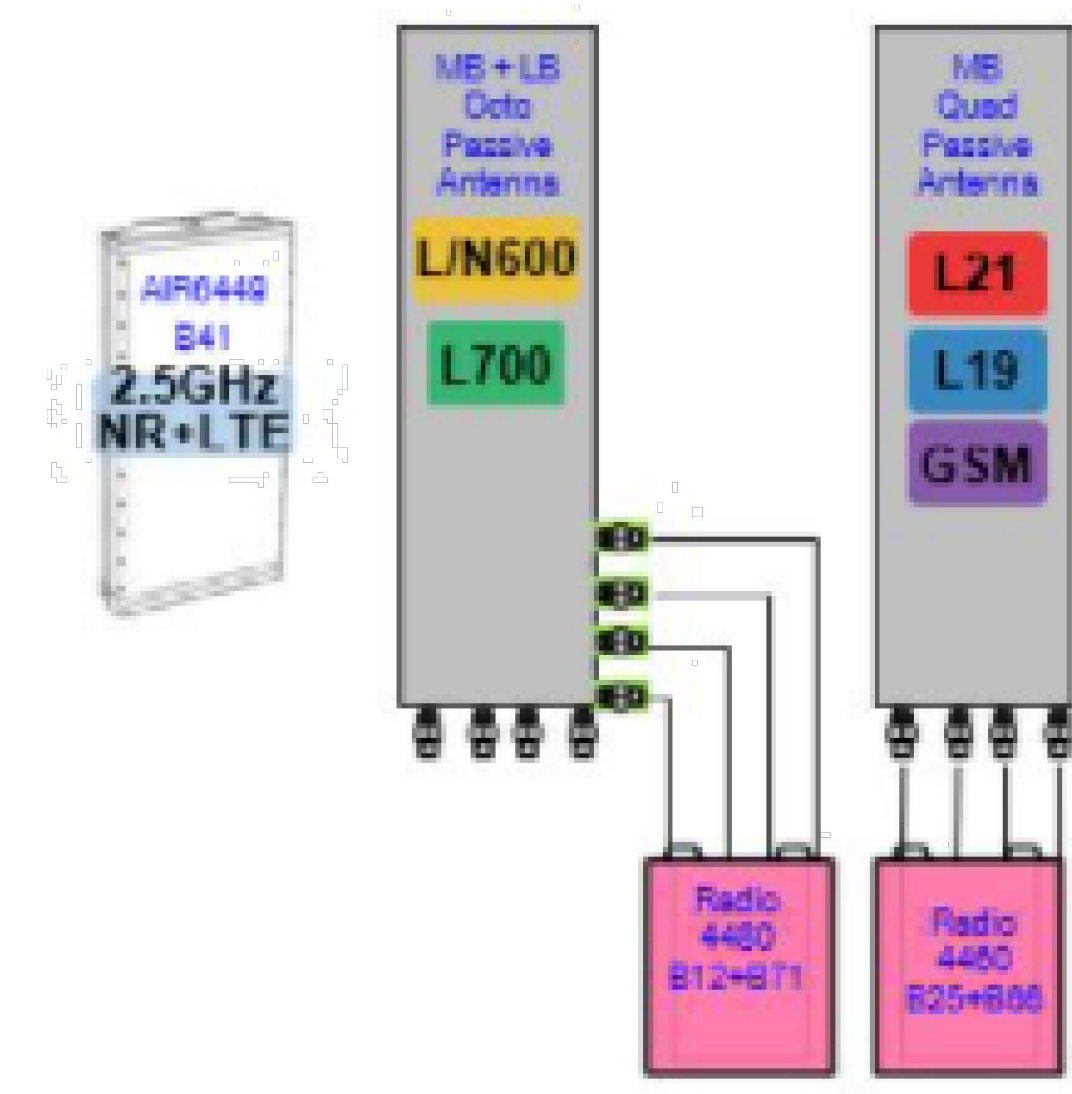 AIR6449
B41
2.5GHz
NR+LTE
MB + LB
Octo
Passive
Antenna
L/N600
L700
MB
Quad
Passive
Antenna
L21
L19
GSM
Radio
4480
B12+B71
Radio
4460
B25+B66